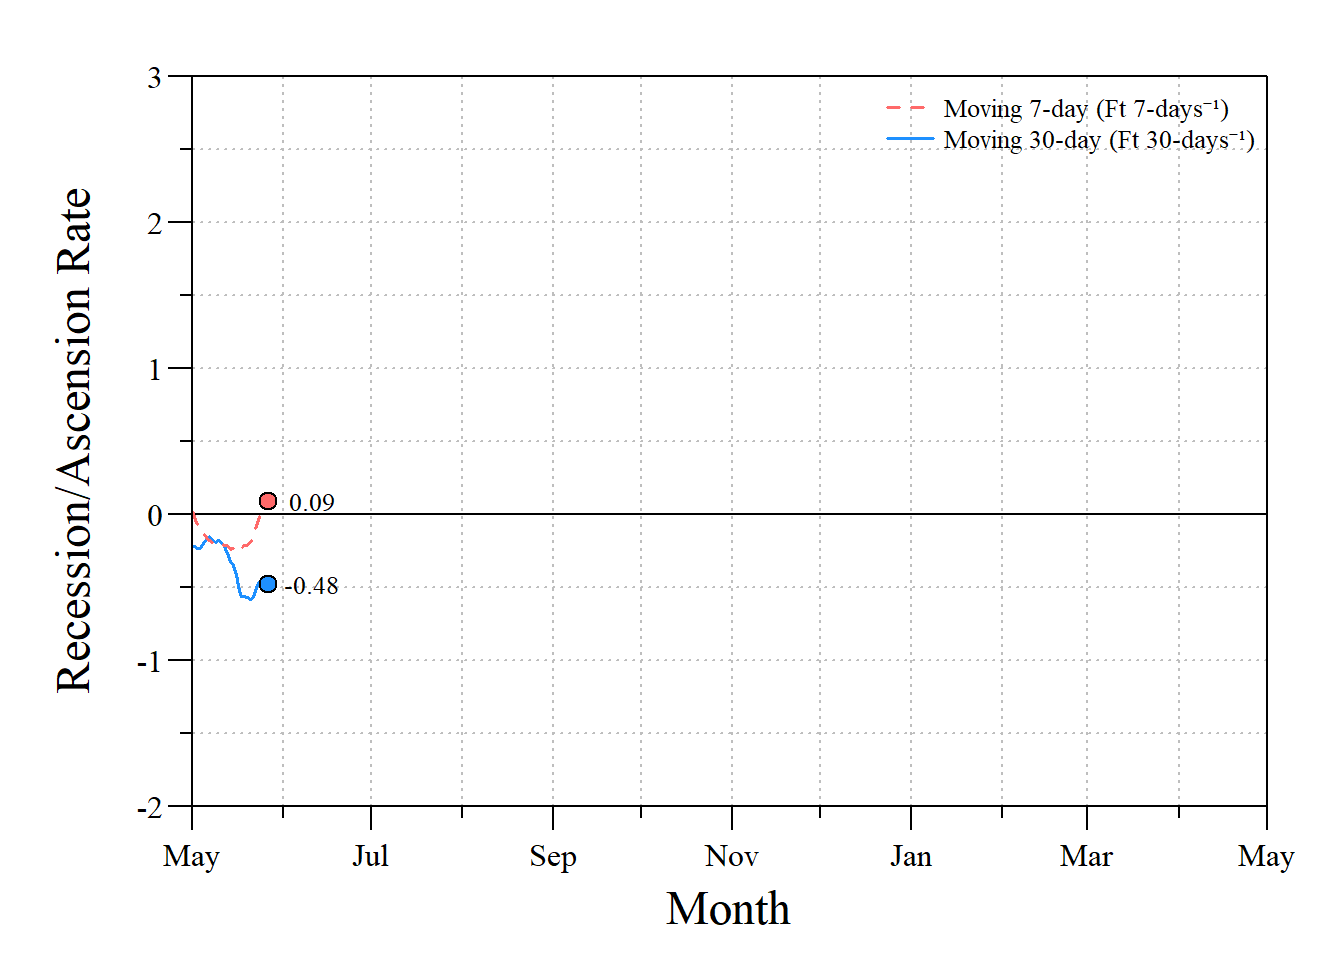 3
Moving 7-day (Ft 7-days⁻¹)
Moving 30-day (Ft 30-days⁻¹)
2
1
0
-1
-2
Recession/Ascension Rate
0.09
-0.48
May Jul Sep Nov Jan Mar May
Month